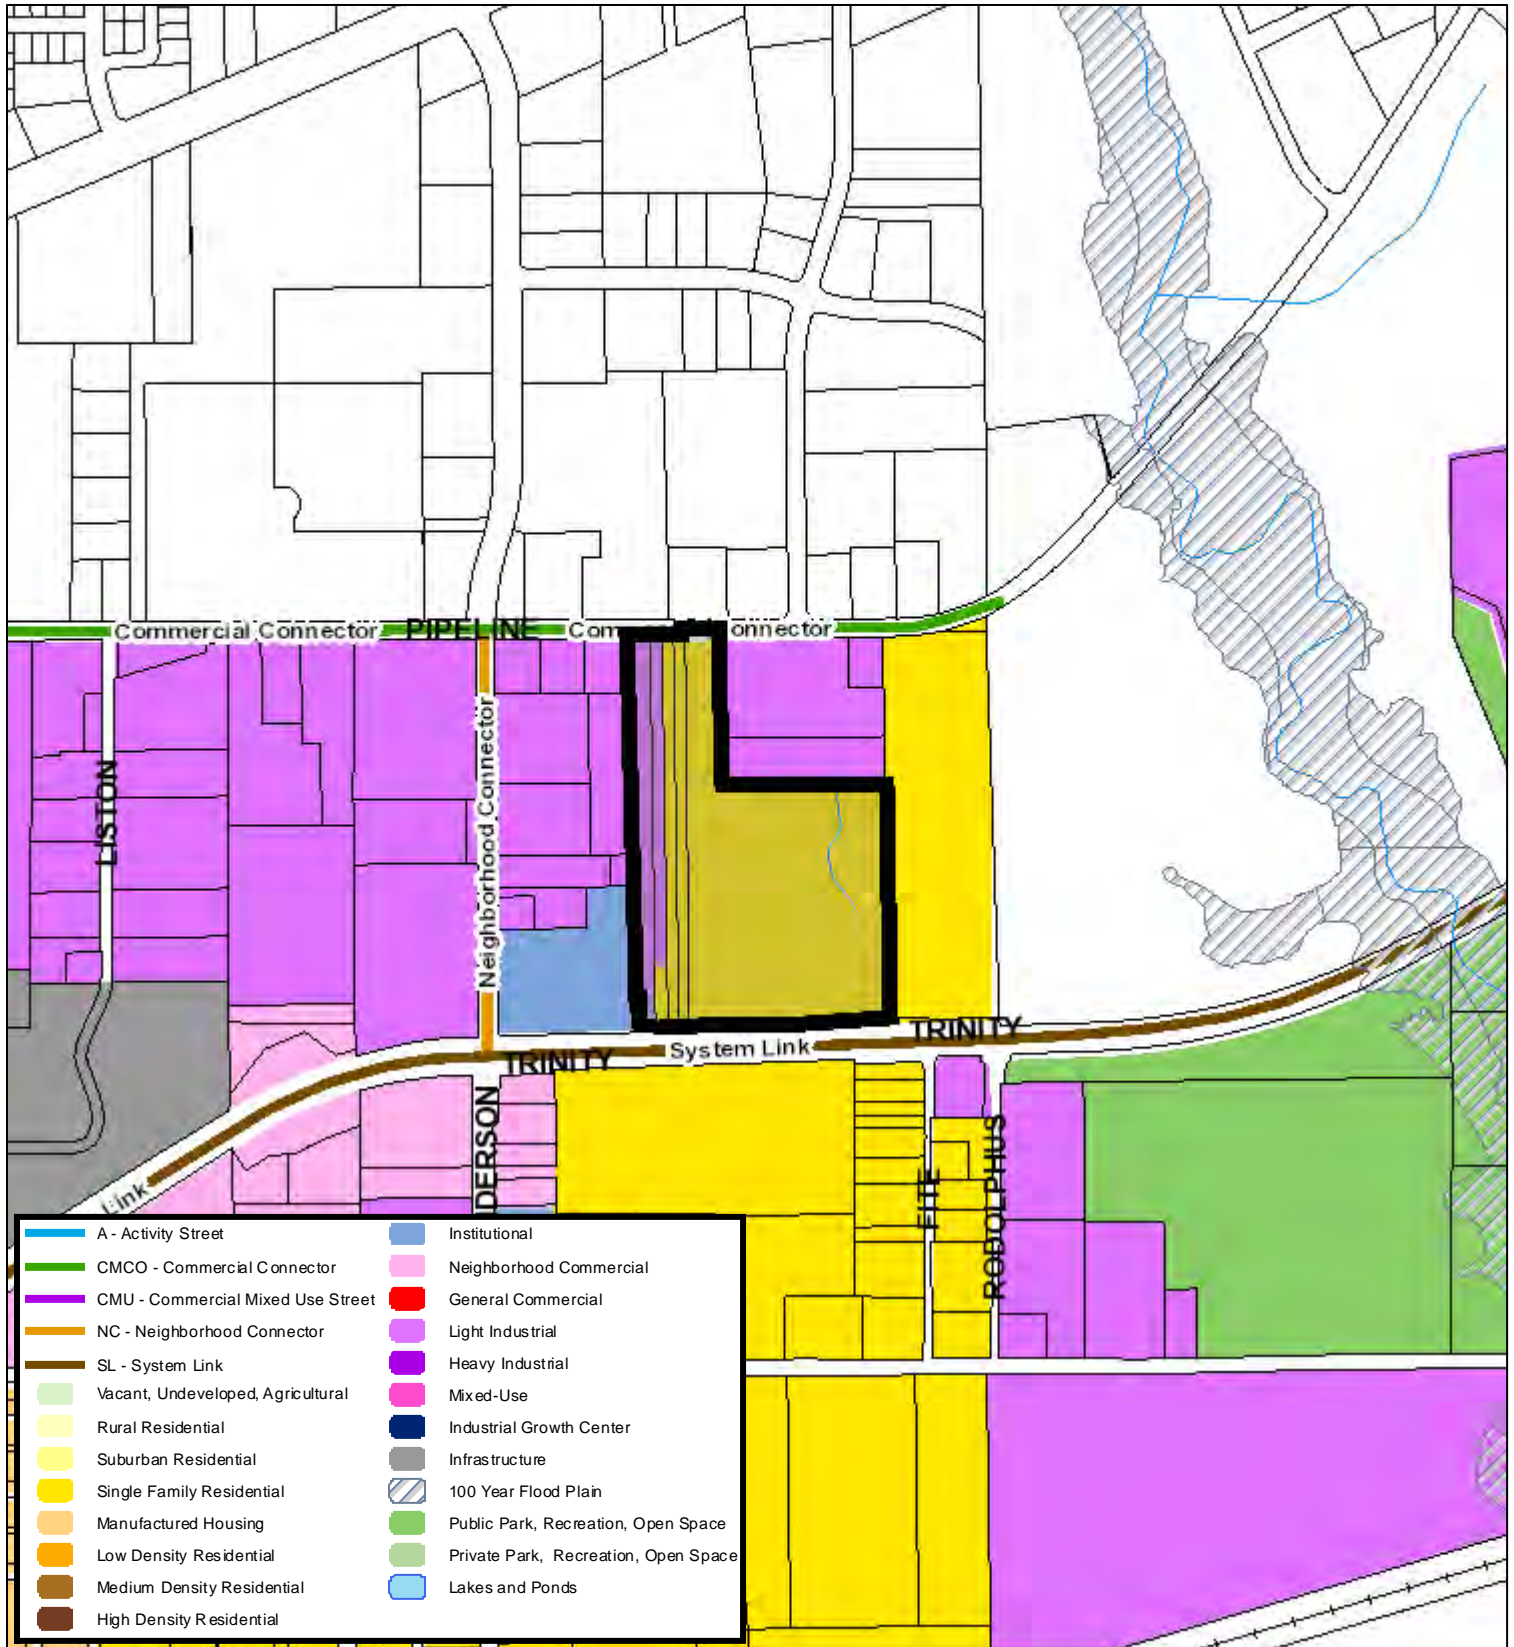 Commercial Connector
PIPELINE
Com
onnector
LISTON
Neighborhood Connector
TRINITY
System Link
TRINITY
DERSON
FITE
RODOLPHUS
Link
A - Activity Street
CMCO - Commercial Connector
CMU - Commercial Mixed Use Street
NC - Neighborhood Connector
SL - System Link
Vacant, Undeveloped, Agricultural
Rural Residential
Suburban Residential
Single Family Residential
Manufactured Housing
Low Density Residential
Medium Density Residential
High Density Residential
Institutional
Neighborhood Commercial
General Commercial
Light Industrial
Heavy Industrial
Mixed-Use
Industrial Growth Center
Infrastructure
100 Year Flood Plain
Public Park, Recreation, Open Space
Private Park, Recreation, Open Space
Lakes and Ponds